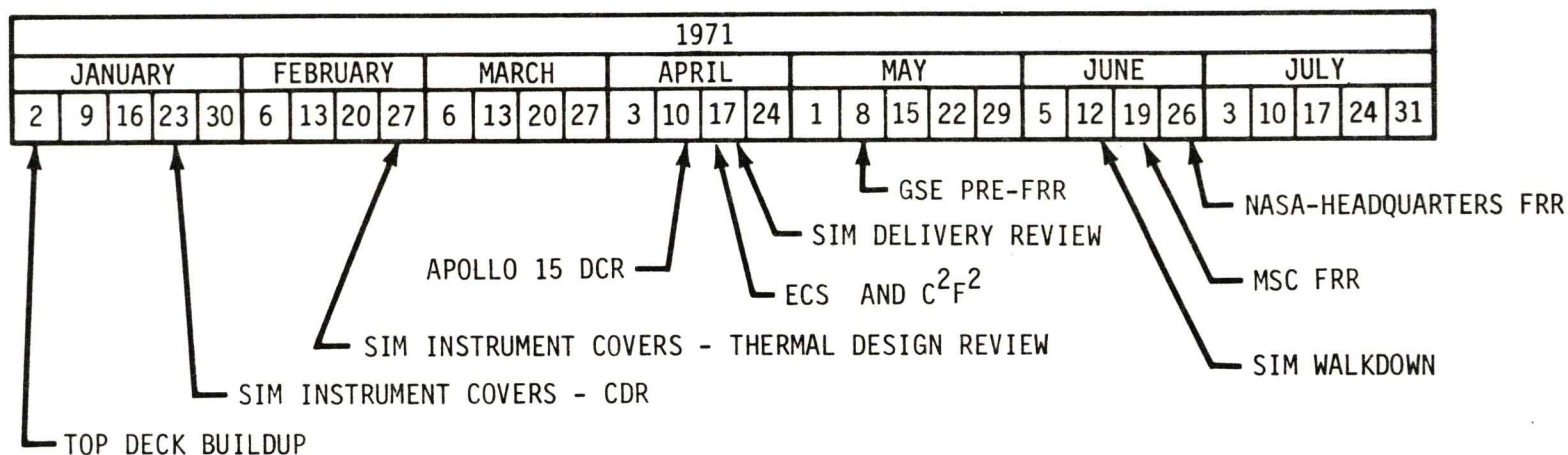 1971
JANUARY FEBRUARY MARCH APRIL MAY JUNE JULY
2 9 16 23 30 6 13 20 27 6 13 20 27 3 10 17 24 1 8 15 22 29 5 12 19 26 3 10 17 24 31
GSE PRE-FRR
NASA-HEADQUARTERS FRR
SIM DELIVERY REVIEW
APOLLO 15 DCR
MSC FRR
ECS AND C²F²
SIM INSTRUMENT COVERS - THERMAL DESIGN REVIEW
SIM WALKDOWN
SIM INSTRUMENT COVERS - CDR
TOP DECK BUILDUP